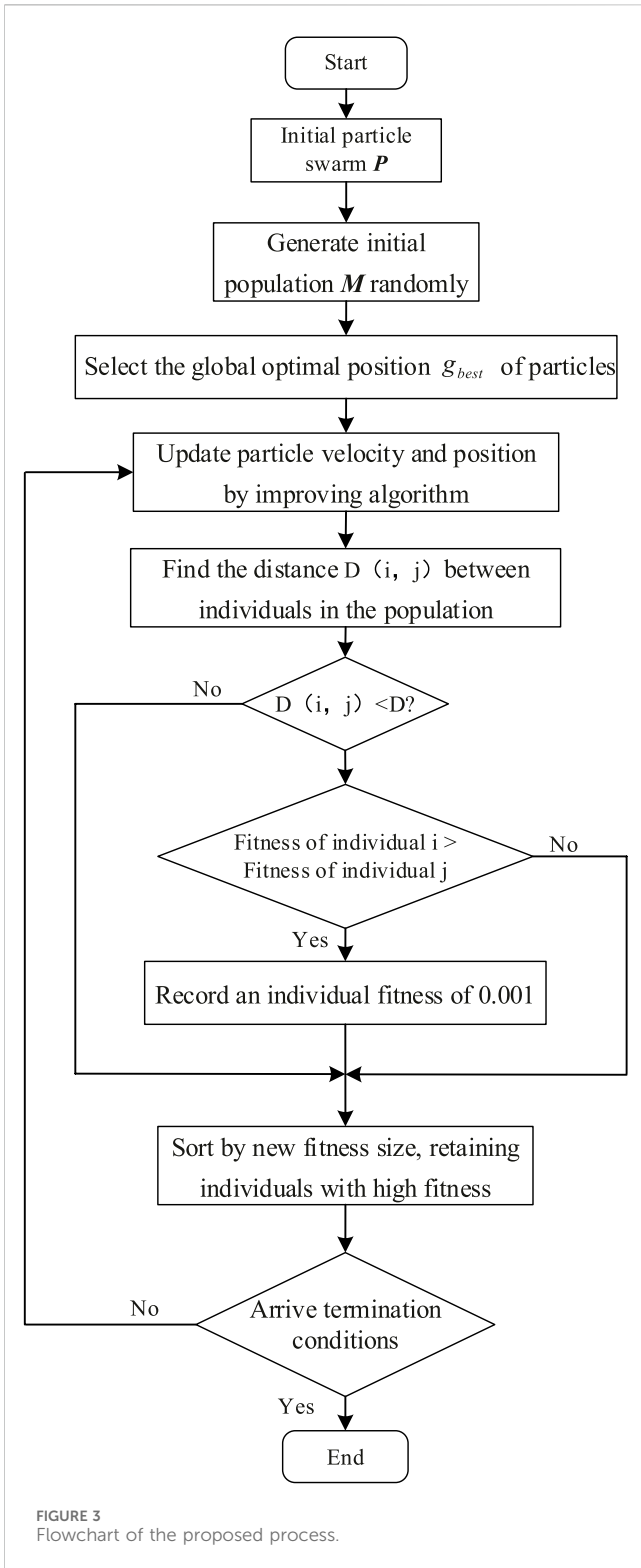 Start
Initial particle
swarm P
Generate initial
population M randomly
Select the global optimal position g_best of particles
Update particle velocity and position
by improving algorithm
Find the distance D（i，j）between
individuals in the population
No
D（i，j）<D?
Fitness of individual i >
Fitness of individual j
No
Yes
Record an individual fitness of 0.001
Sort by new fitness size, retaining
individuals with high fitness
No
Arrive termination
conditions
Yes
End
FIGURE 3
Flowchart of the proposed process.